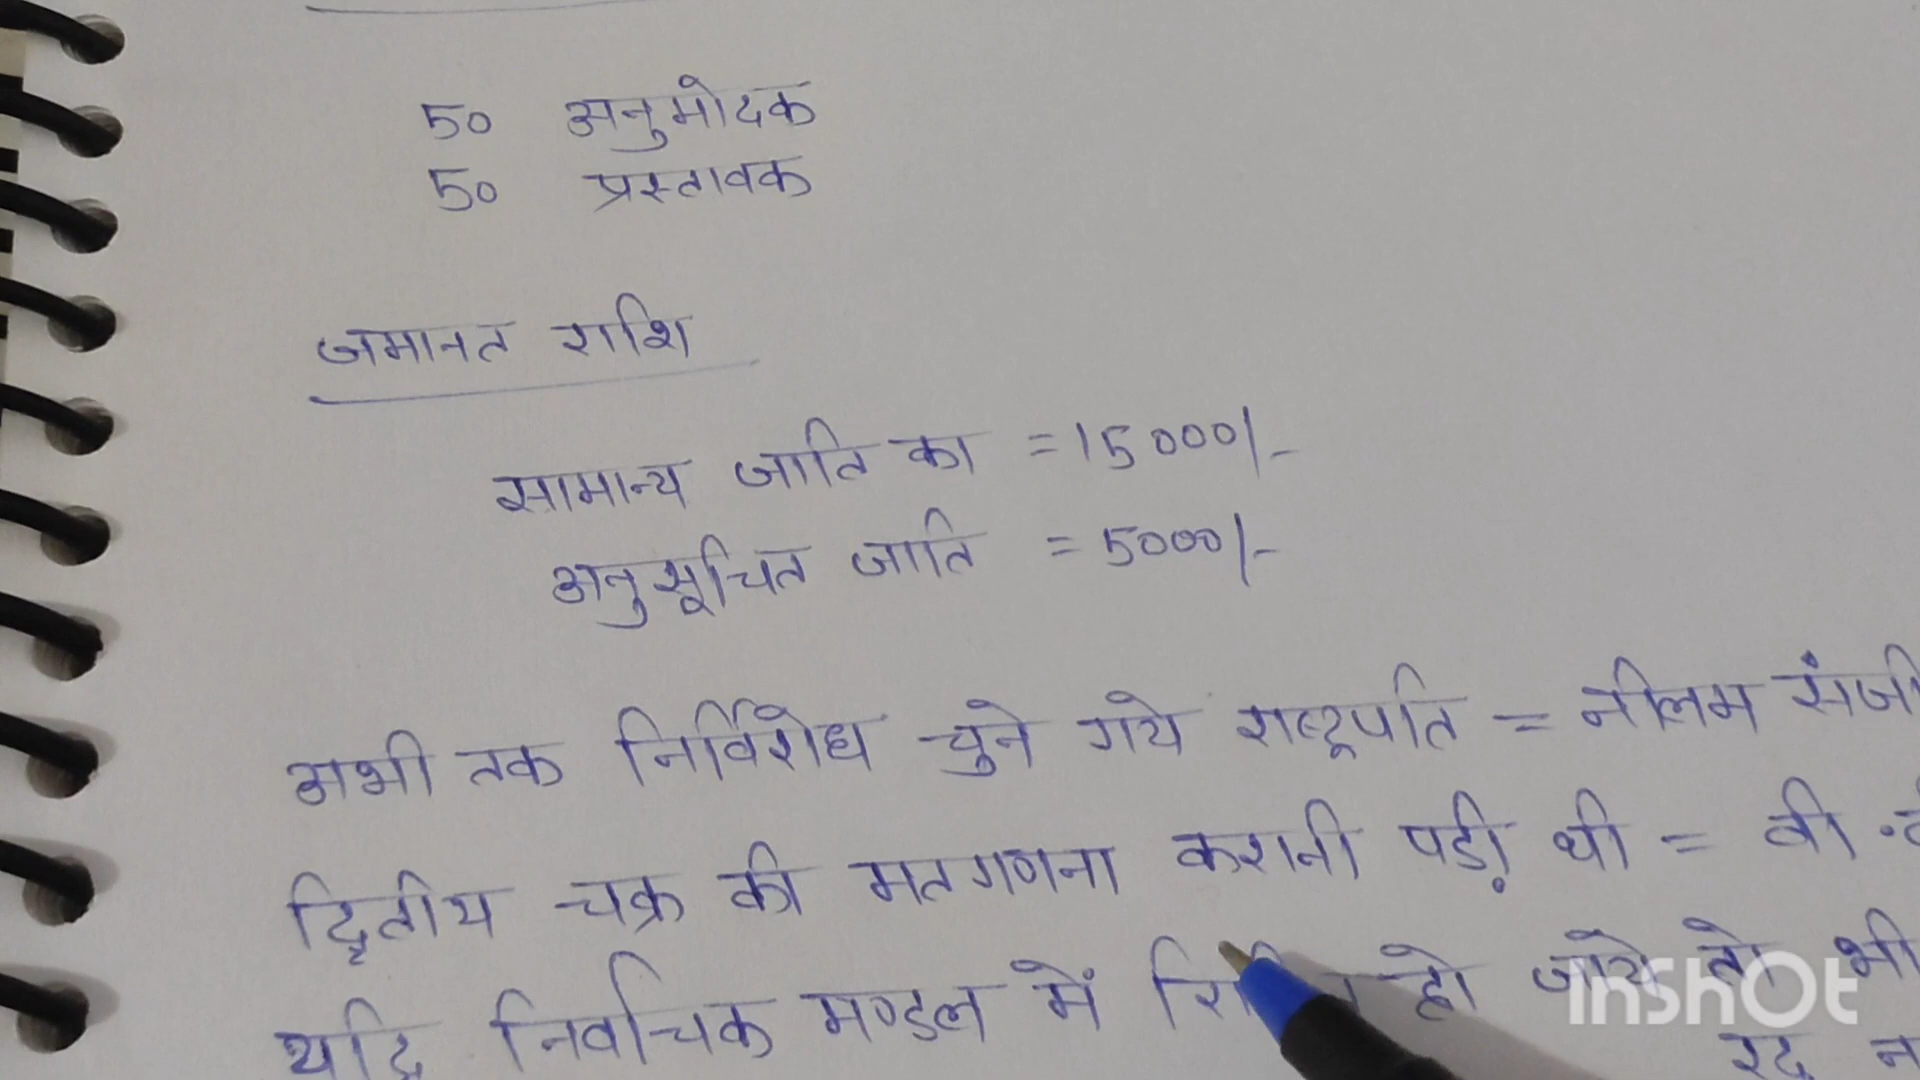 50 अनुमोदक
50 प्रस्तावक
जमानत राशि
सामान्य जाति का = 15000/-
अनुसूचित जाति = 5000/-
अभी तक निर्विरोध चुने गये राष्ट्रपति = नीलम
द्वितीय चक्र की मतगणना करानी पड़ी थी = वी.
यदि निर्वाचक मण्डल में हो जाये तो भी
रद्द
InShOt